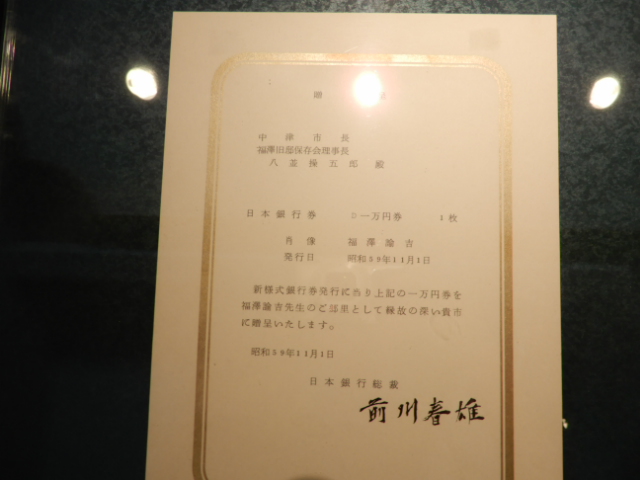 贈
中津市長
福澤旧邸保存会理事長
八並操五郎 殿
日本銀行券 D一万円券 1枚
肖像 福澤諭吉
発行日 昭和59年11月1日
新様式銀行券発行に当り上記の一万円券を
福澤諭吉先生のご郷里として縁故の深い貴市
に贈呈いたします。
昭和59年11月1日
日本銀行総裁
前川春雄